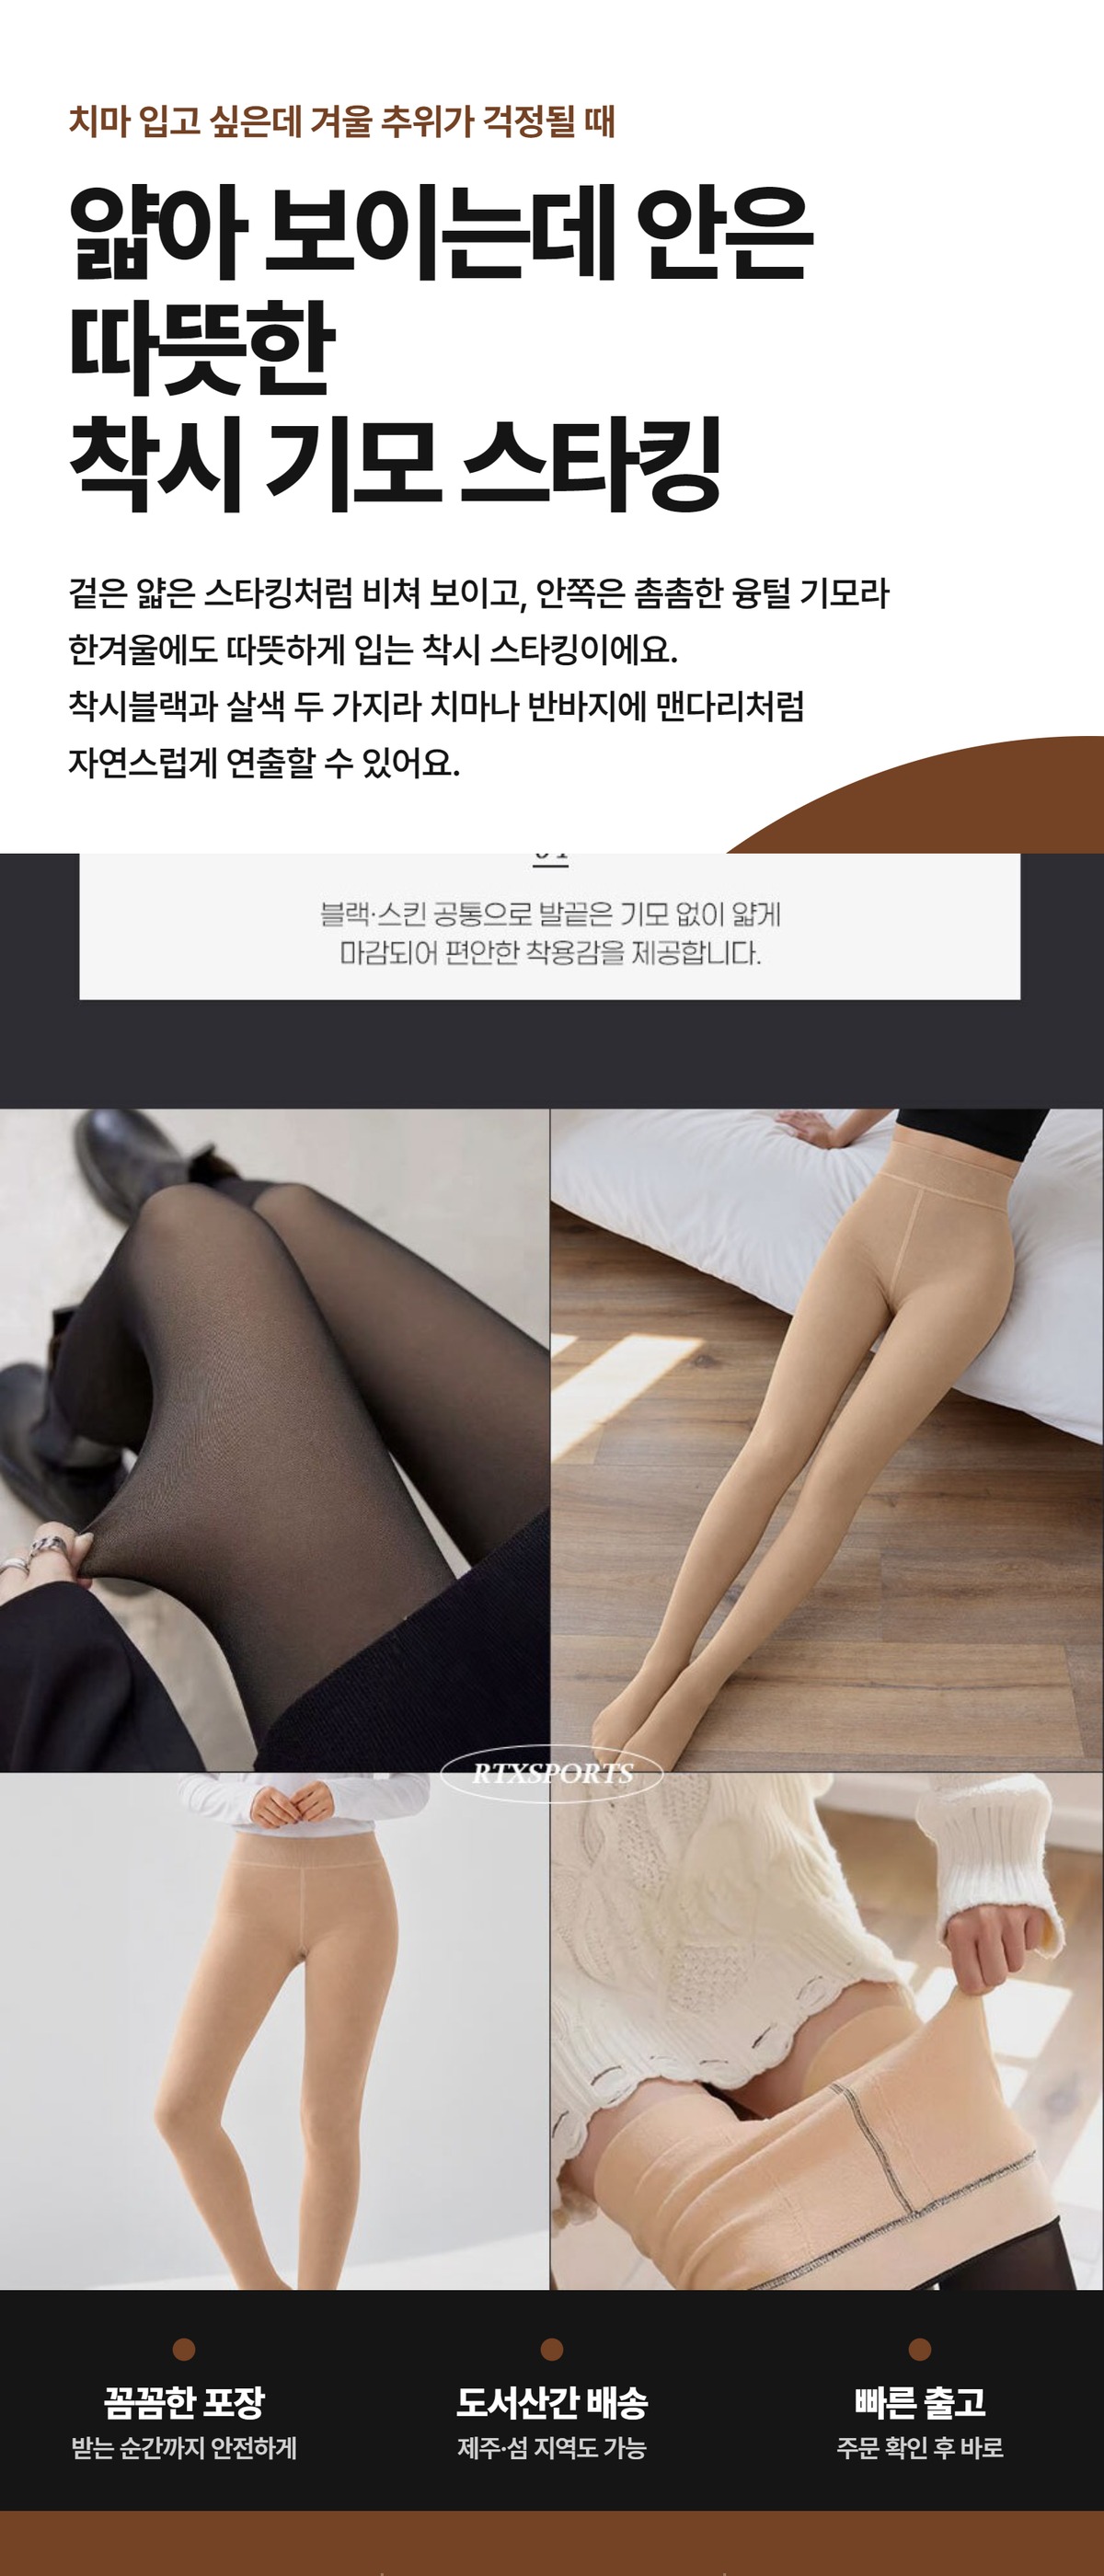 치마 입고 싶은데 겨울 추위가 걱정될 때
얇아 보이는데 안은
따뜻한
착시 기모 스타킹
겉은 얇은 스타킹처럼 비쳐 보이고, 안쪽은 촘촘한 융털 기모라
한겨울에도 따뜻하게 입는 착시 스타킹이에요.
착시블랙과 살색 두 가지라 치마나 반바지에 맨다리처럼
자연스럽게 연출할 수 있어요.
블랙·스킨 공통으로 발끝은 기모 없이 얇게
마감되어 편안한 착용감을 제공합니다.
RTXSPORTS
꼼꼼한 포장
도서산간 배송
빠른 출고
받는 순간까지 안전하게
제주·섬 지역도 가능
주문 확인 후 바로